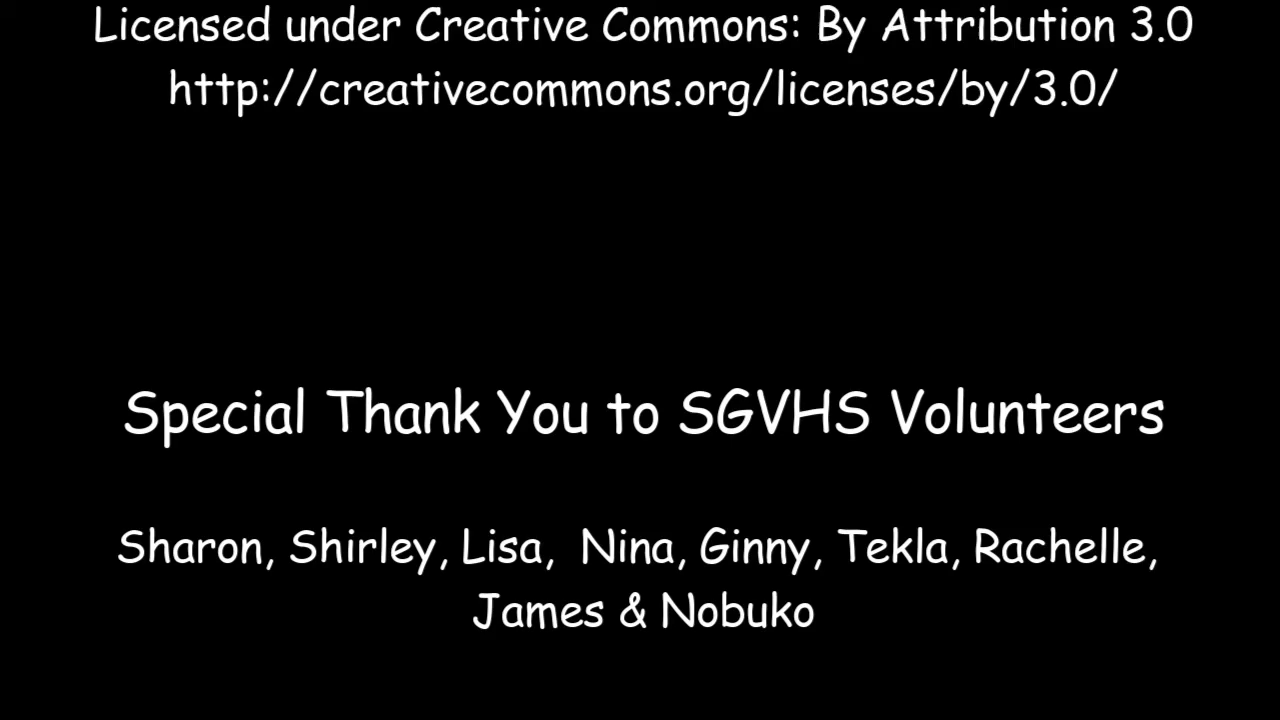 Licensed under Creative Commons: By Attribution 3.0
http://creativecommons.org/licenses/by/3.0/
Special Thank You to SGVHS Volunteers
Sharon, Shirley, Lisa,  Nina, Ginny, Tekla, Rachelle,
James & Nobuko